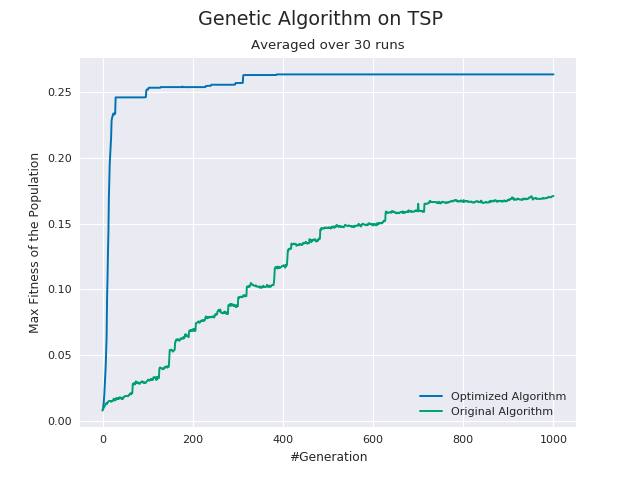 Genetic Algorithm on TSP
Averaged over 30 runs
Max Fitness of the Population
0.25
0.20
0.15
0.10
0.05
0.00
0 200 400 600 800 1000
#Generation
Optimized Algorithm
Original Algorithm